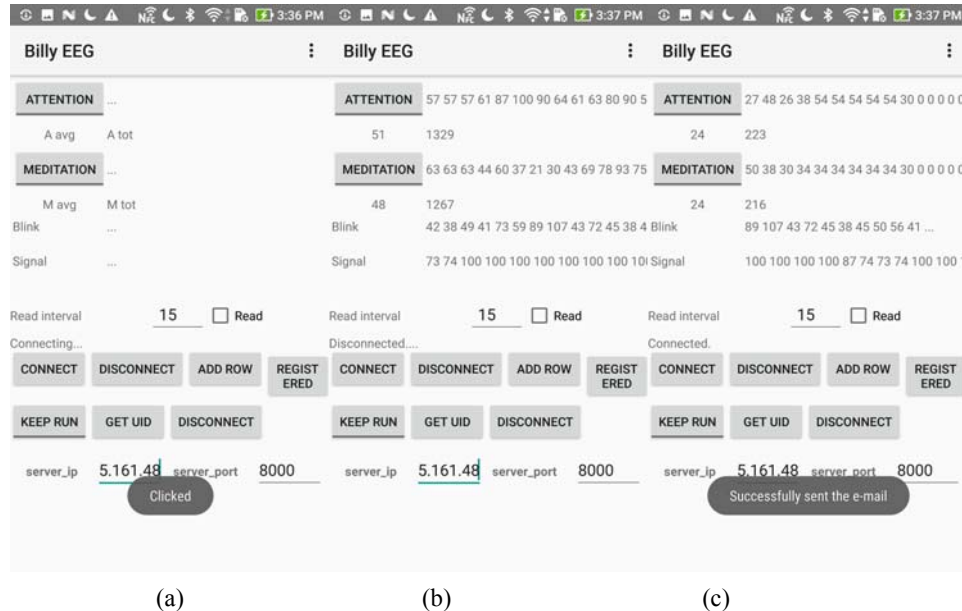 3:36 PM
3:37 PM
3:37 PM
Billy EEG
Billy EEG
Billy EEG
ATTENTION ...
A avg A tot
MEDITATION ...
M avg M tot
Blink ...
Signal ...
Read interval 15 Read
Connecting...
CONNECT DISCONNECT ADD ROW REGISTERED
KEEP RUN GET UID DISCONNECT
server_ip 5.161.48 server_port 8000
Clicked
(a)
ATTENTION 57 57 57 61 87 100 90 64 61 63 80 90 5
51 1329
MEDITATION 63 63 63 44 60 37 21 30 43 69 78 93 75
48 1267
Blink 42 38 49 41 73 59 89 107 43 72 45 38 4
Signal 73 74 100 100 100 100 100 100 100 10
Read interval 15 Read
Disconnected....
CONNECT DISCONNECT ADD ROW REGISTERED
KEEP RUN GET UID DISCONNECT
server_ip 5.161.48 server_port 8000
(b)
ATTENTION 27 48 26 38 54 54 54 54 54 30 0 0 0 0 0
24 223
MEDITATION 50 38 30 34 34 34 34 34 34 30 0 0 0 0 0
24 216
Blink 89 107 43 72 45 38 45 50 56 41 ...
Signal 100 100 100 100 87 74 73 74 100 100
Read interval 15 Read
Connected.
CONNECT DISCONNECT ADD ROW REGISTERED
KEEP RUN GET UID DISCONNECT
server_ip 5.161.48 server_port 8000
Successfully sent the e-mail
(c)